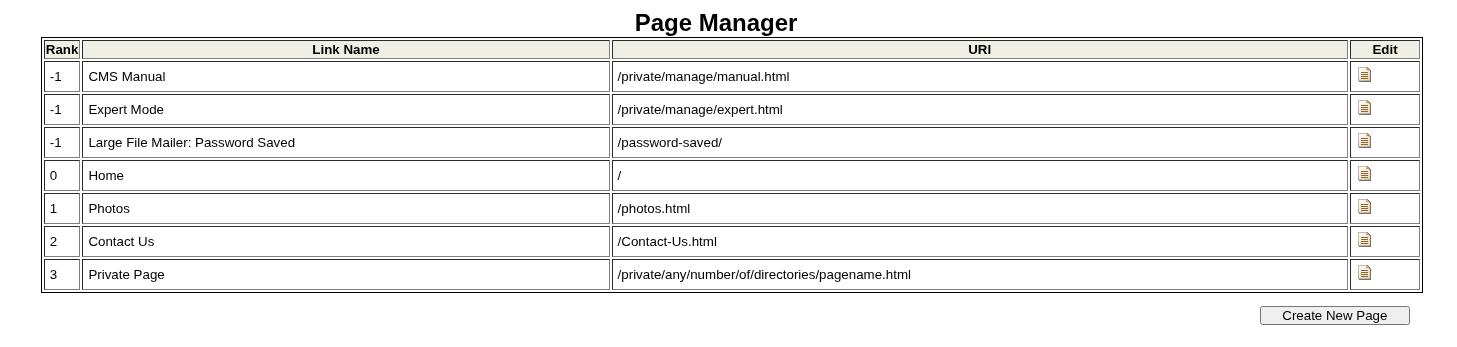 Page Manager
Rank Link Name URI Edit
-1 CMS Manual /private/manage/manual.html
-1 Expert Mode /private/manage/expert.html
-1 Large File Mailer: Password Saved /password-saved/
0 Home /
1 Photos /photos.html
2 Contact Us /Contact-Us.html
3 Private Page /private/any/number/of/directories/pagename.html
Create New Page